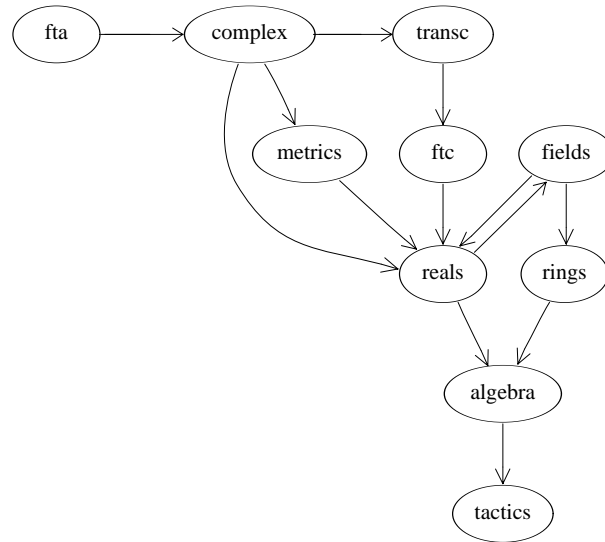 fta
complex
transc
metrics
ftc
fields
reals
rings
algebra
tactics